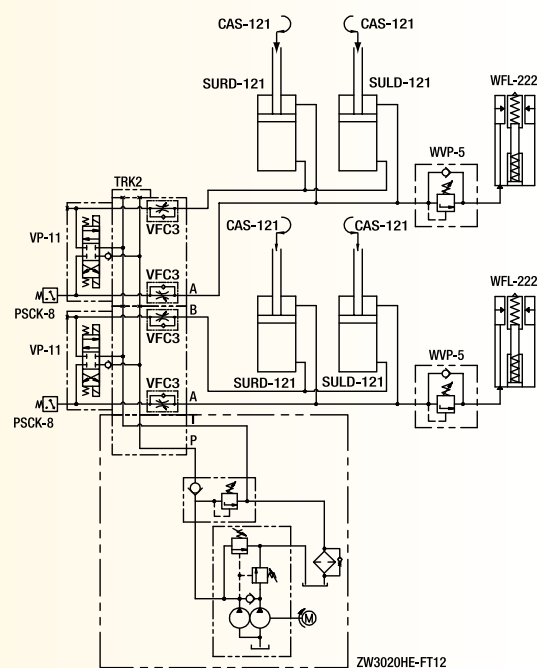 CAS-121
CAS-121
SURD-121
SULD-121
WFL-222
WVP-5
TRK2
VP-11
VFC3
CAS-121
CAS-121
VFC3
A
PSCK-8
B
WFL-222
VP-11
VFC3
WVP-5
VFC3
SURD-121
SULD-121
A
PSCK-8
T
P
M
ZW3020HE-FT12